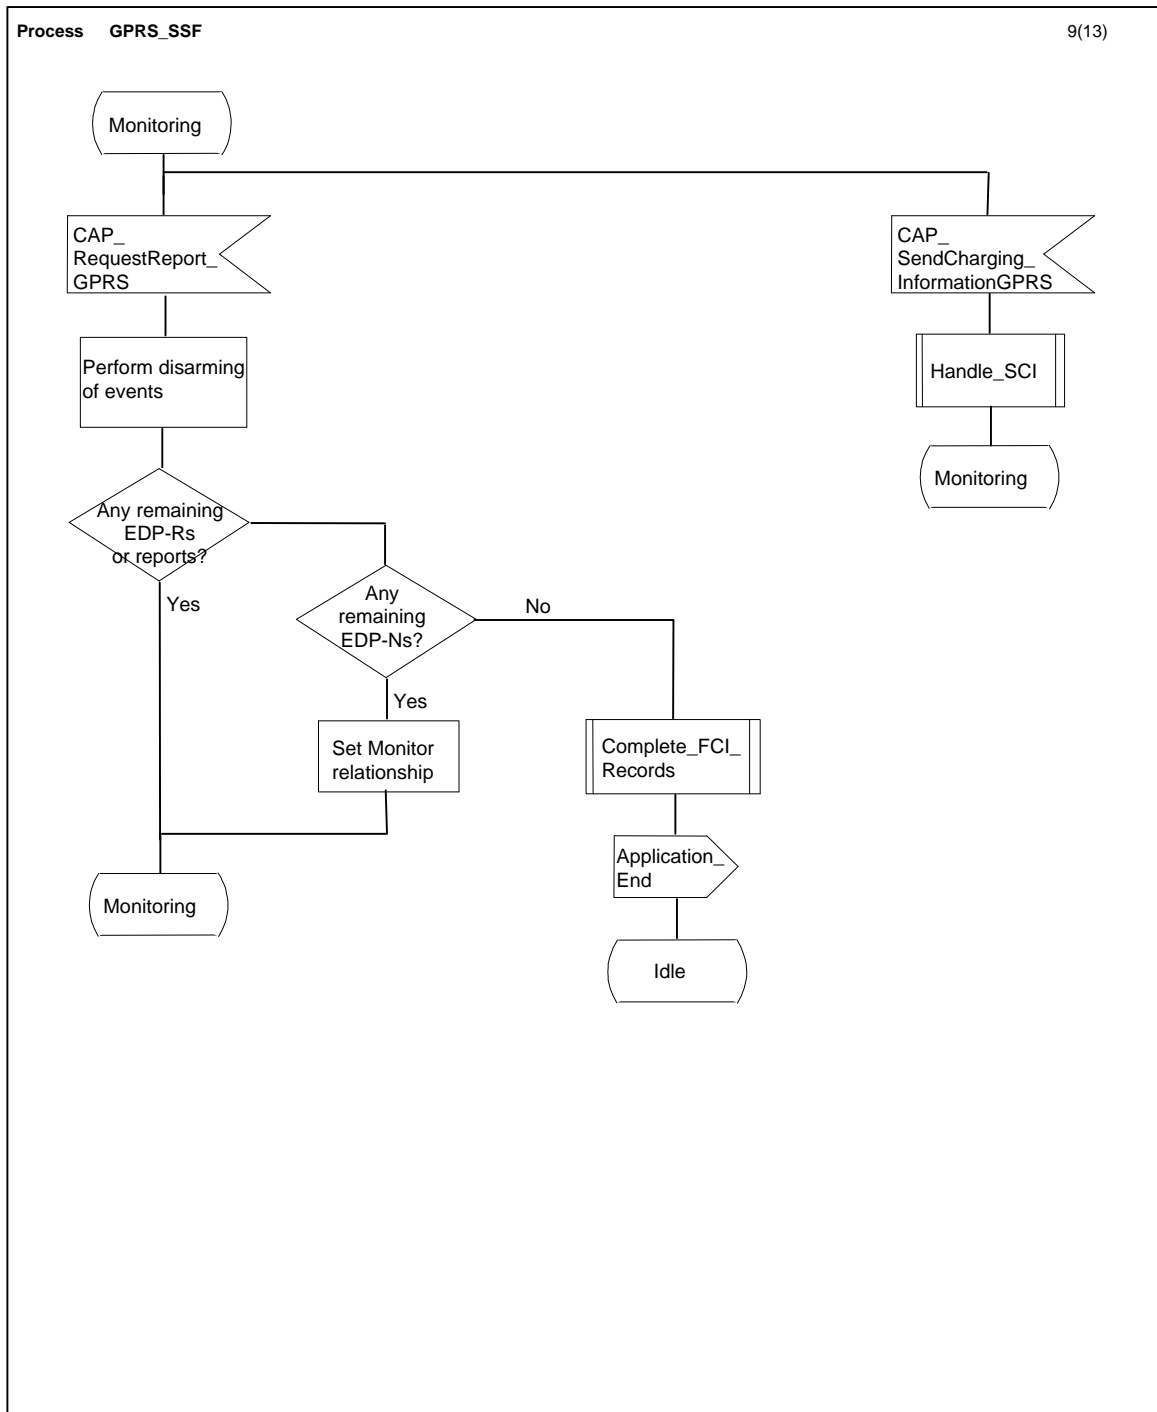 Process GPRS_SSF 9(13)
Monitoring
CAP_
RequestReport_
GPRS
CAP_
SendCharging_
InformationGPRS
Perform disarming
of events
Handle_SCI
Monitoring
Any remaining
EDP-Rs
or reports?
Yes
Any
remaining
EDP-Ns?
No
Yes
Set Monitor
relationship
Complete_FCI_
Records
Application_
End
Monitoring
Idle